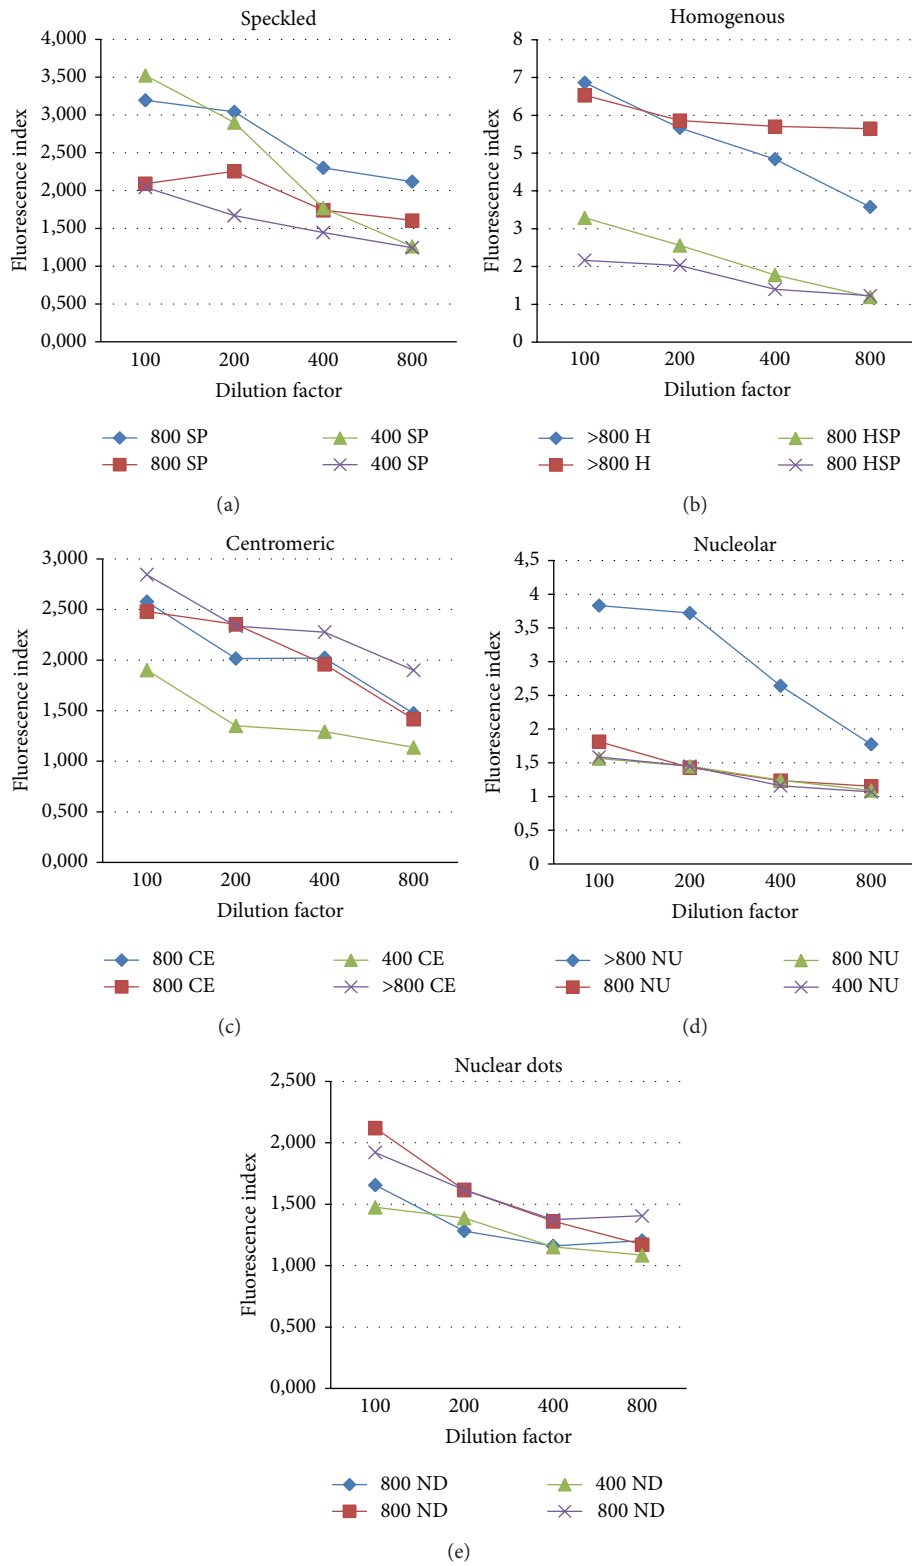 Speckled
4,000
3,500
3,000
2,500
2,000
1,500
1,000
0,500
0,000
Fluorescence index
100 200 400 800
Dilution factor
800 SP 400 SP
800 SP 400 SP
(a)
Homogenous
8
7
6
5
4
3
2
1
0
Fluorescence index
100 200 400 800
Dilution factor
>800 H 800 HSP
>800 H 800 HSP
(b)
Centromeric
3,000
2,500
2,000
1,500
1,000
0,500
0,000
Fluorescence index
100 200 400 800
Dilution factor
800 CE 400 CE
800 CE >800 CE
(c)
Nucleolar
4,5
4
3,5
3
2,5
2
1,5
1
0,5
0
Fluorescence index
100 200 400 800
Dilution factor
>800 NU 800 NU
800 NU 400 NU
(d)
Nuclear dots
2,500
2,000
1,500
1,000
0,500
0,000
Fluorescence index
100 200 400 800
Dilution factor
800 ND 400 ND
800 ND 800 ND
(e)